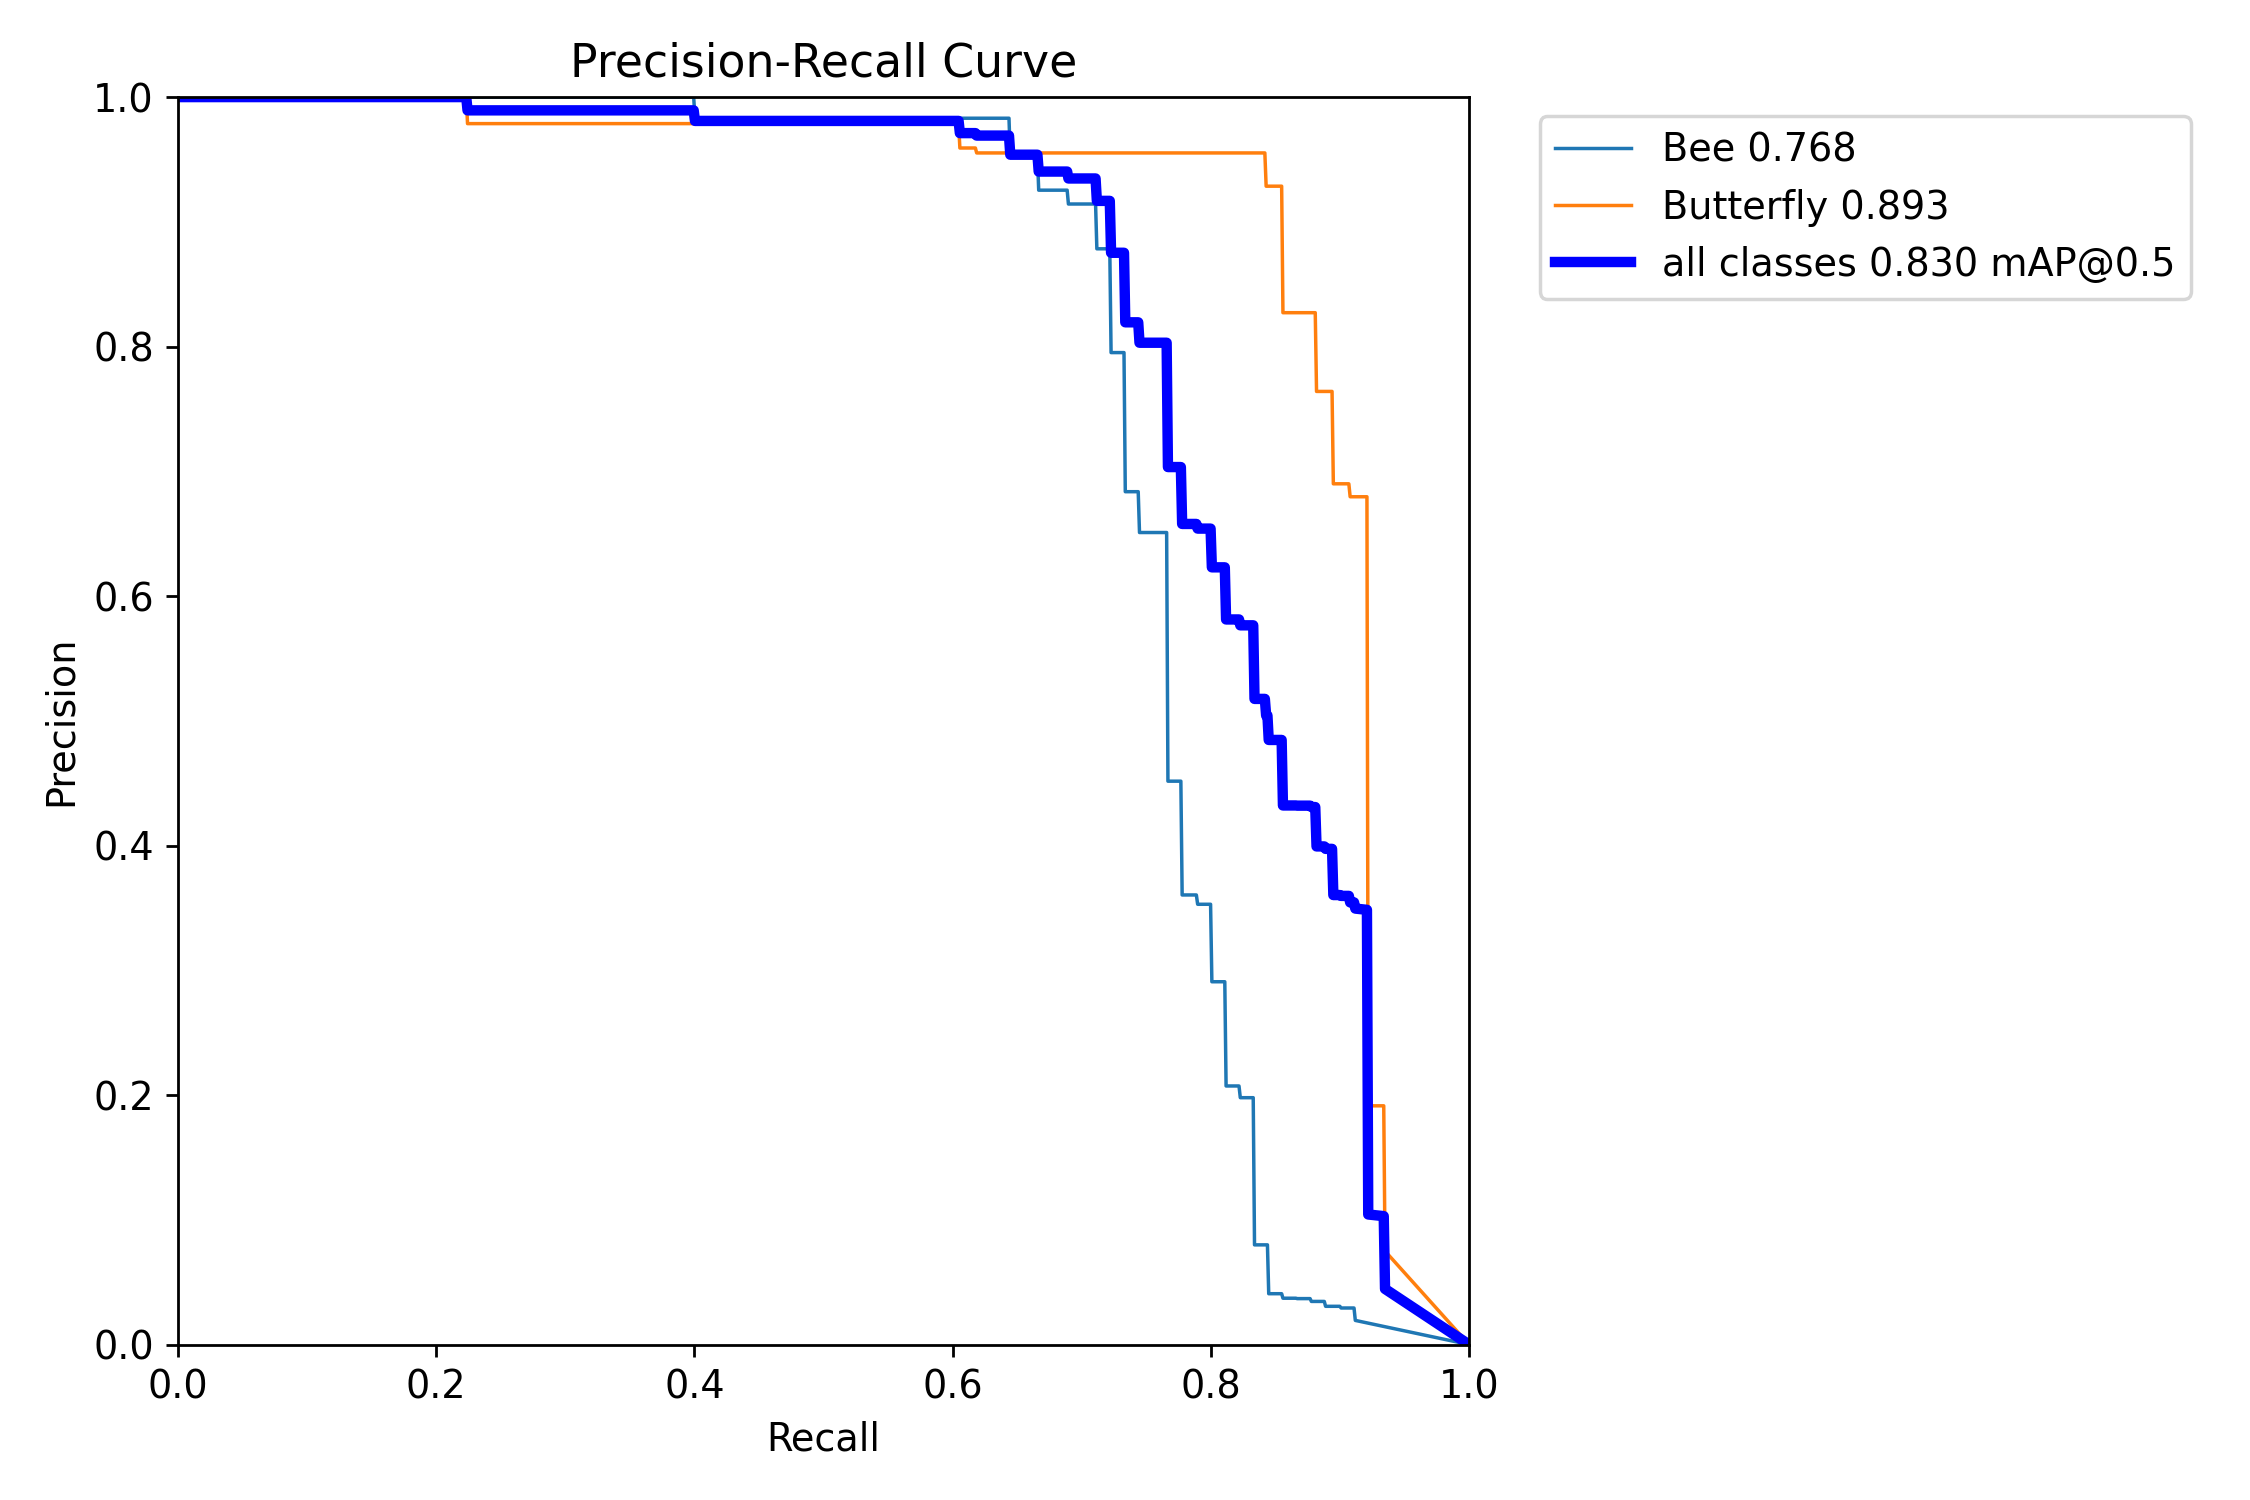 Precision-Recall Curve
Bee 0.768
Butterfly 0.893
all classes 0.830 mAP@0.5
Precision
1.0
0.8
0.6
0.4
0.2
0.0
0.0 0.2 0.4 0.6 0.8 1.0
Recall